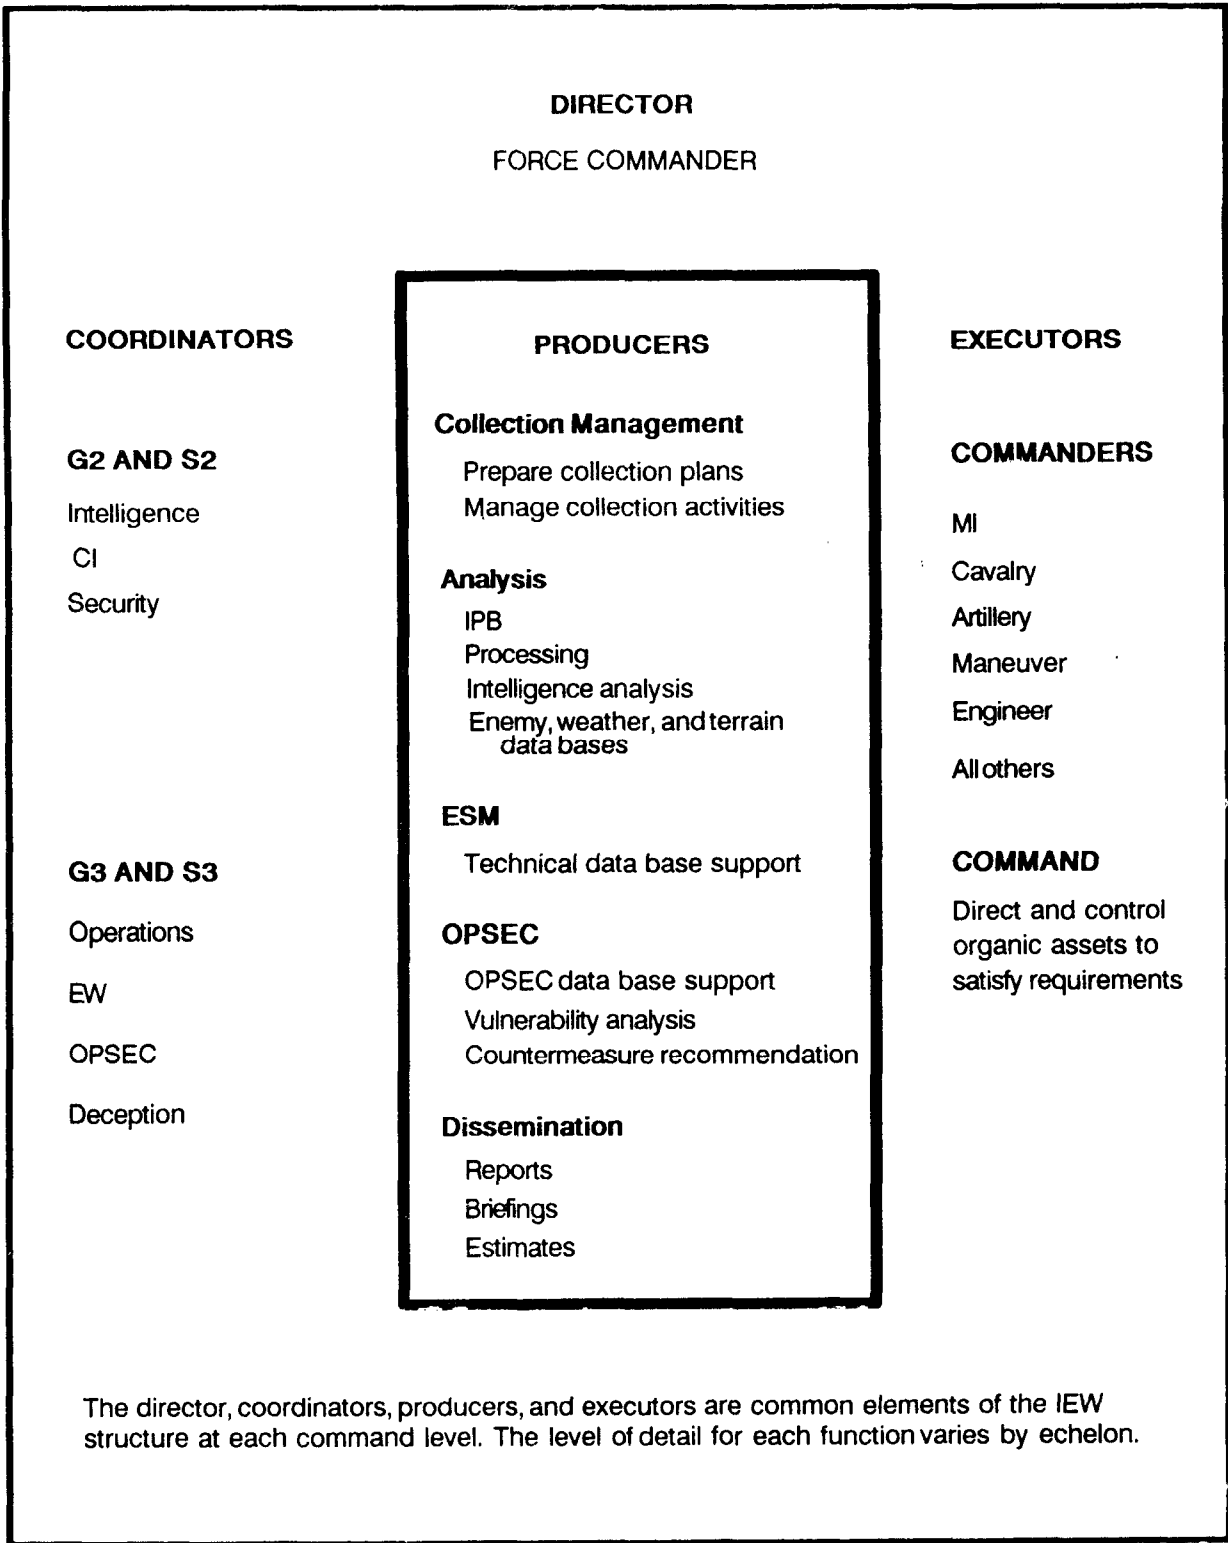 DIRECTOR
FORCE COMMANDER
COORDINATORS
G2 AND S2
Intelligence
CI
Security
G3 AND S3
Operations
EW
OPSEC
Deception
PRODUCERS
Collection Management
Prepare collection plans
Manage collection activities
Analysis
IPB
Processing
Intelligence analysis
Enemy, weather, and terrain
data bases
ESM
Technical data base support
OPSEC
OPSEC data base support
Vulnerability analysis
Countermeasure recommendation
Dissemination
Reports
Briefings
Estimates
EXECUTORS
COMMANDERS
MI
Cavalry
Artillery
Maneuver
Engineer
All others
COMMAND
Direct and control
organic assets to
satisfy requirements
The director, coordinators, producers, and executors are common elements of the IEW
structure at each command level. The level of detail for each function varies by echelon.